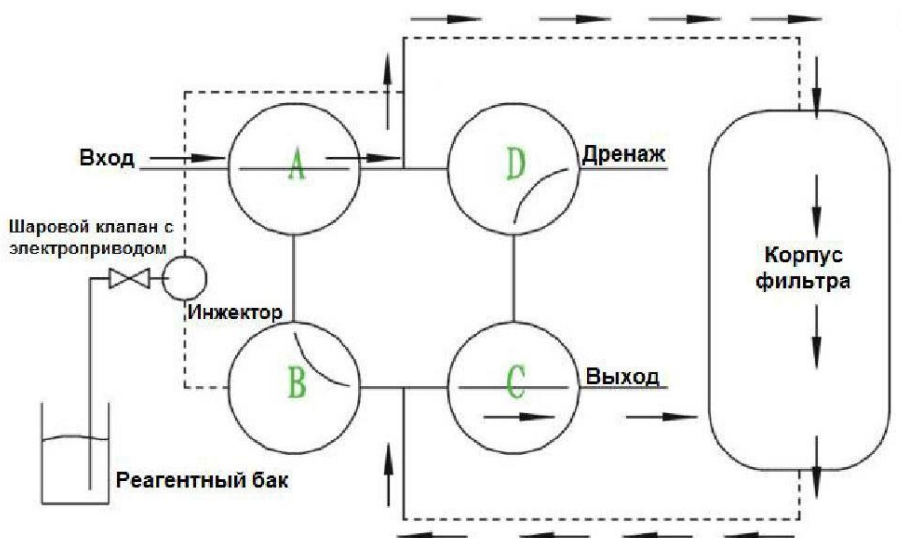 Вход
A
D
Дренаж
Шаровой клапан с
электроприводом
Корпус
фильтра
Инжектор
B
C
Выход
Реагентный бак